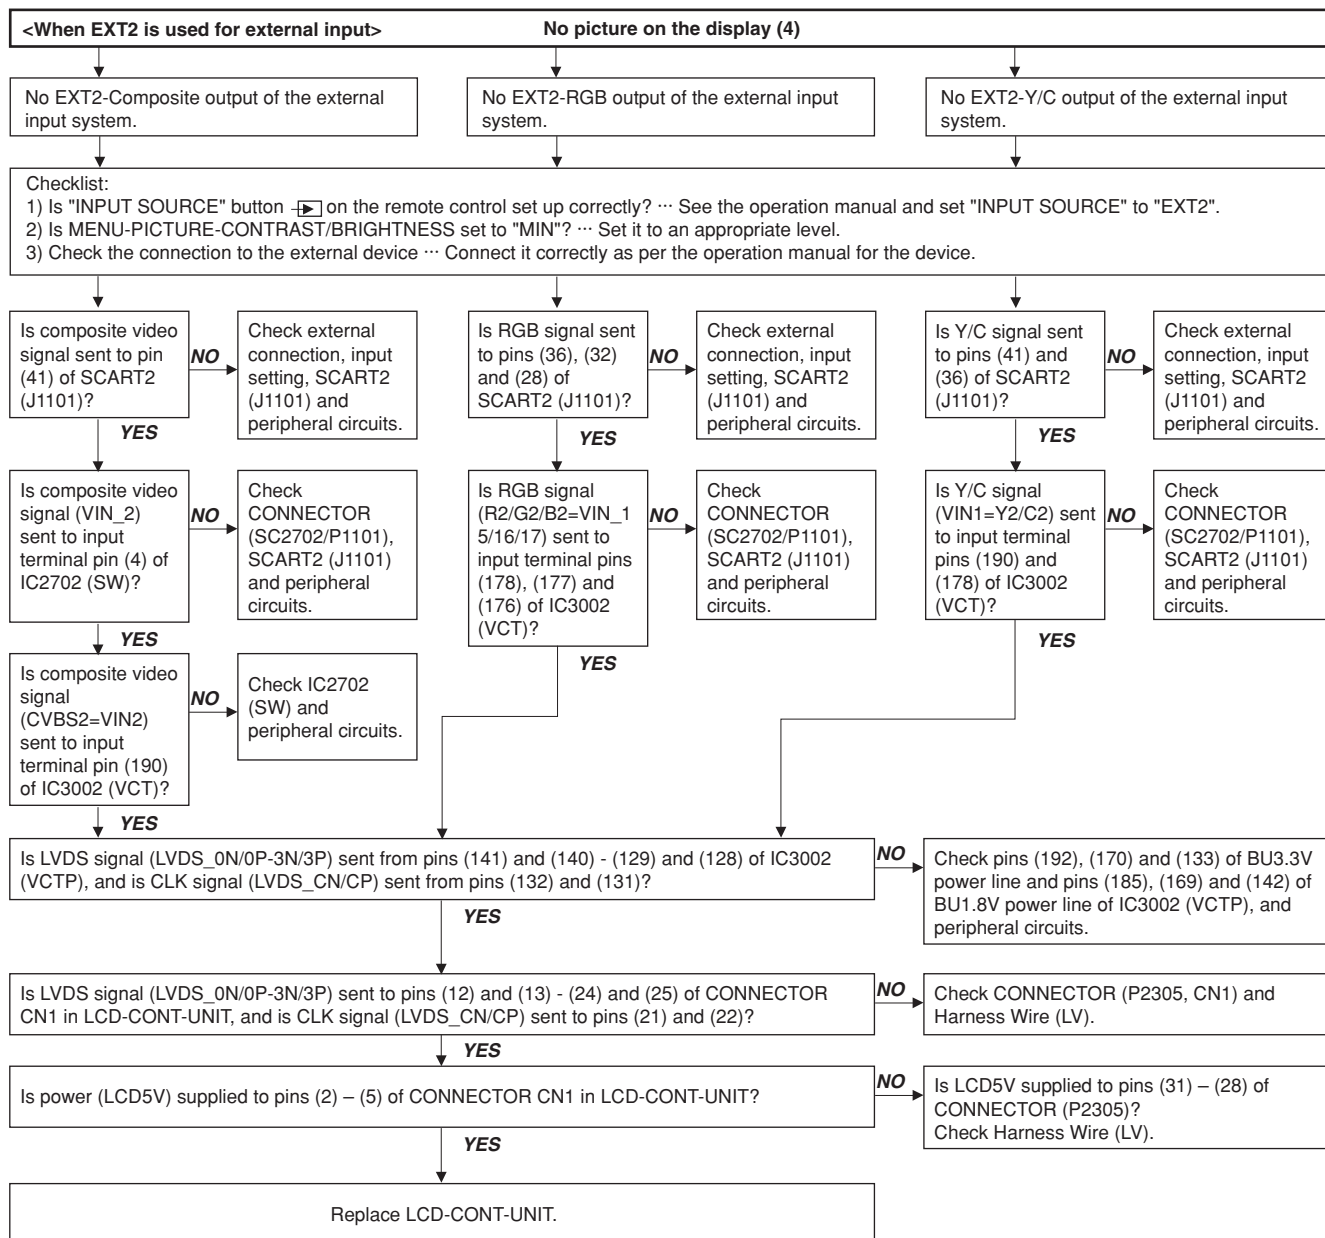 <When EXT2 is used for external input>
No picture on the display (4)
No EXT2-Composite output of the external
input system.
No EXT2-RGB output of the external input
system.
No EXT2-Y/C output of the external input
system.
Checklist:
1) Is "INPUT SOURCE" button on the remote control set up correctly? ··· See the operation manual and set "INPUT SOURCE" to "EXT2".
2) Is MENU-PICTURE-CONTRAST/BRIGHTNESS set to "MIN"? ··· Set it to an appropriate level.
3) Check the connection to the external device ··· Connect it correctly as per the operation manual for the device.
Is composite video
signal sent to pin
(41) of SCART2
(J1101)?
NO
Check external
connection, input
setting, SCART2
(J1101) and
peripheral circuits.
YES
Is RGB signal sent
to pins (36), (32)
and (28) of
SCART2 (J1101)?
NO
Check external
connection, input
setting, SCART2
(J1101) and
peripheral circuits.
YES
Is Y/C signal sent
to pins (41) and
(36) of SCART2
(J1101)?
NO
Check external
connection, input
setting, SCART2
(J1101) and
peripheral circuits.
YES
Is composite video
signal (VIN_2)
sent to input
terminal pin (4) of
IC2702 (SW)?
NO
Check
CONNECTOR
(SC2702/P1101),
SCART2 (J1101)
and peripheral
circuits.
YES
Is RGB signal
(R2/G2/B2=VIN_1
5/16/17) sent to
input terminal pins
(178), (177) and
(176) of IC3002
(VCT)?
NO
Check
CONNECTOR
(SC2702/P1101),
SCART2 (J1101)
and peripheral
circuits.
YES
Is Y/C signal
(VIN1=Y2/C2) sent
to input terminal
pins (190) and
(178) of IC3002
(VCT)?
NO
Check
CONNECTOR
(SC2702/P1101),
SCART2 (J1101)
and peripheral
circuits.
YES
Is composite video
signal
(CVBS2=VIN2)
sent to input
terminal pin (190)
of IC3002 (VCT)?
NO
Check IC2702
(SW) and
peripheral circuits.
YES
Is LVDS signal (LVDS_0N/0P-3N/3P) sent from pins (141) and (140) - (129) and (128) of IC3002
(VCTP), and is CLK signal (LVDS_CN/CP) sent from pins (132) and (131)?
NO
Check pins (192), (170) and (133) of BU3.3V
power line and pins (185), (169) and (142) of
BU1.8V power line of IC3002 (VCTP), and
peripheral circuits.
YES
Is LVDS signal (LVDS_0N/0P-3N/3P) sent to pins (12) and (13) - (24) and (25) of CONNECTOR
CN1 in LCD-CONT-UNIT, and is CLK signal (LVDS_CN/CP) sent to pins (21) and (22)?
NO
Check CONNECTOR (P2305, CN1) and
Harness Wire (LV).
YES
Is power (LCD5V) supplied to pins (2) – (5) of CONNECTOR CN1 in LCD-CONT-UNIT?
NO
Is LCD5V supplied to pins (31) – (28) of
CONNECTOR (P2305)?
Check Harness Wire (LV).
YES
Replace LCD-CONT-UNIT.